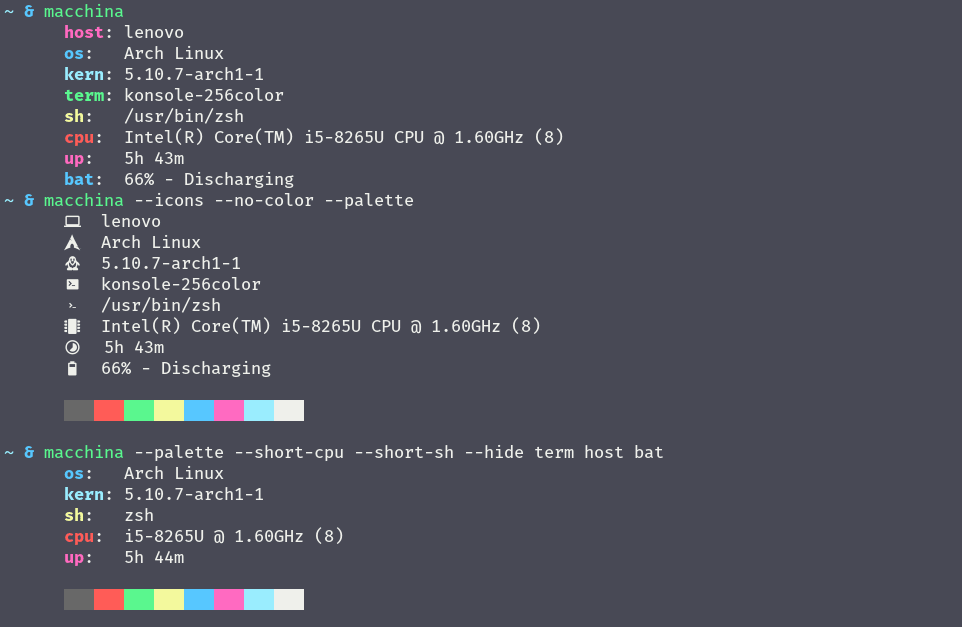 ~ & macchina
host: lenovo
os: Arch Linux
kern: 5.10.7-arch1-1
term: konsole-256color
sh: /usr/bin/zsh
cpu: Intel(R) Core(TM) i5-8265U CPU @ 1.60GHz (8)
up: 5h 43m
bat: 66% - Discharging
~ & macchina --icons --no-color --palette
lenovo
Arch Linux
5.10.7-arch1-1
konsole-256color
/usr/bin/zsh
Intel(R) Core(TM) i5-8265U CPU @ 1.60GHz (8)
5h 43m
66% - Discharging
~ & macchina --palette --short-cpu --short-sh --hide term host bat
os: Arch Linux
kern: 5.10.7-arch1-1
sh: zsh
cpu: i5-8265U @ 1.60GHz (8)
up: 5h 44m